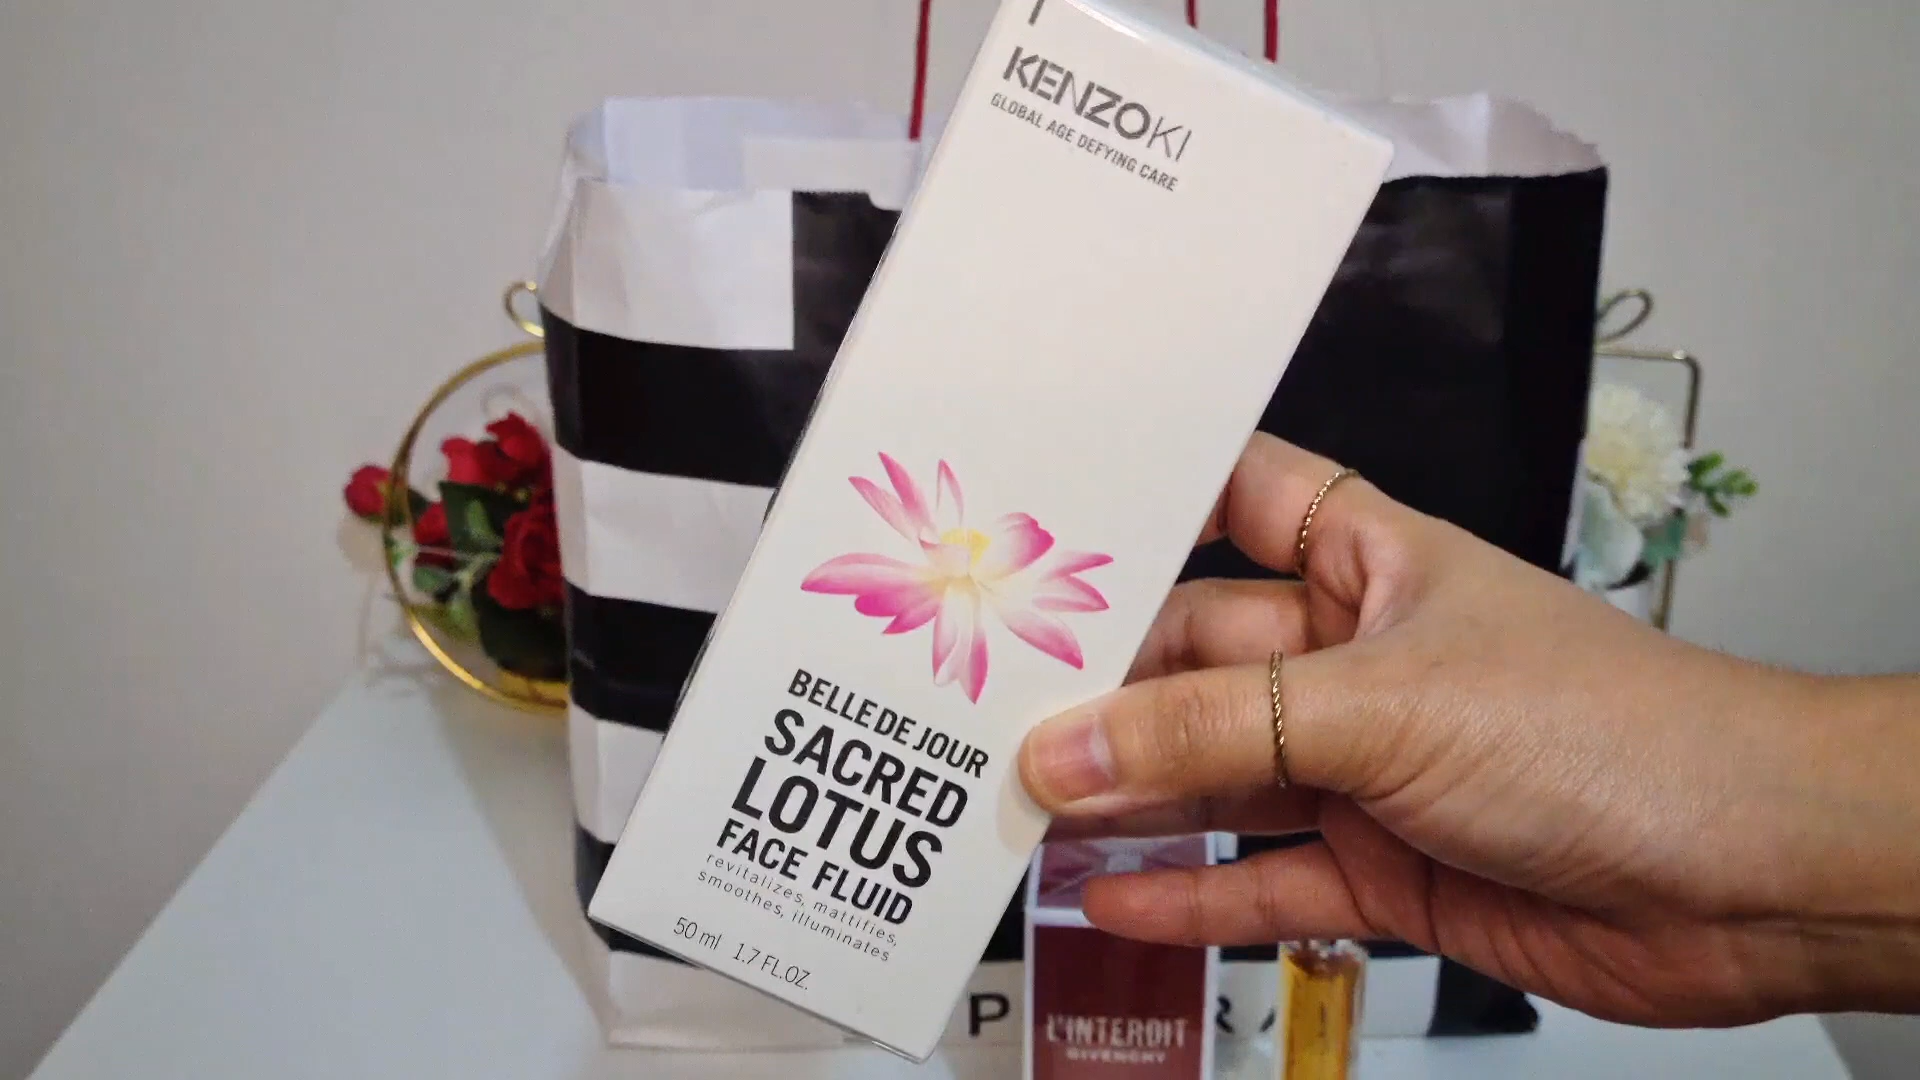 KENZOKI
GLOBAL AGE DEFYING CARE
BELLE DE JOUR
SACRED
LOTUS
FACE FLUID
revitalizes, mattifies,
smoothes, illuminates
50 ml 1.7 FL.OZ.
L'INTERDIT
GIVENCHY
P
R